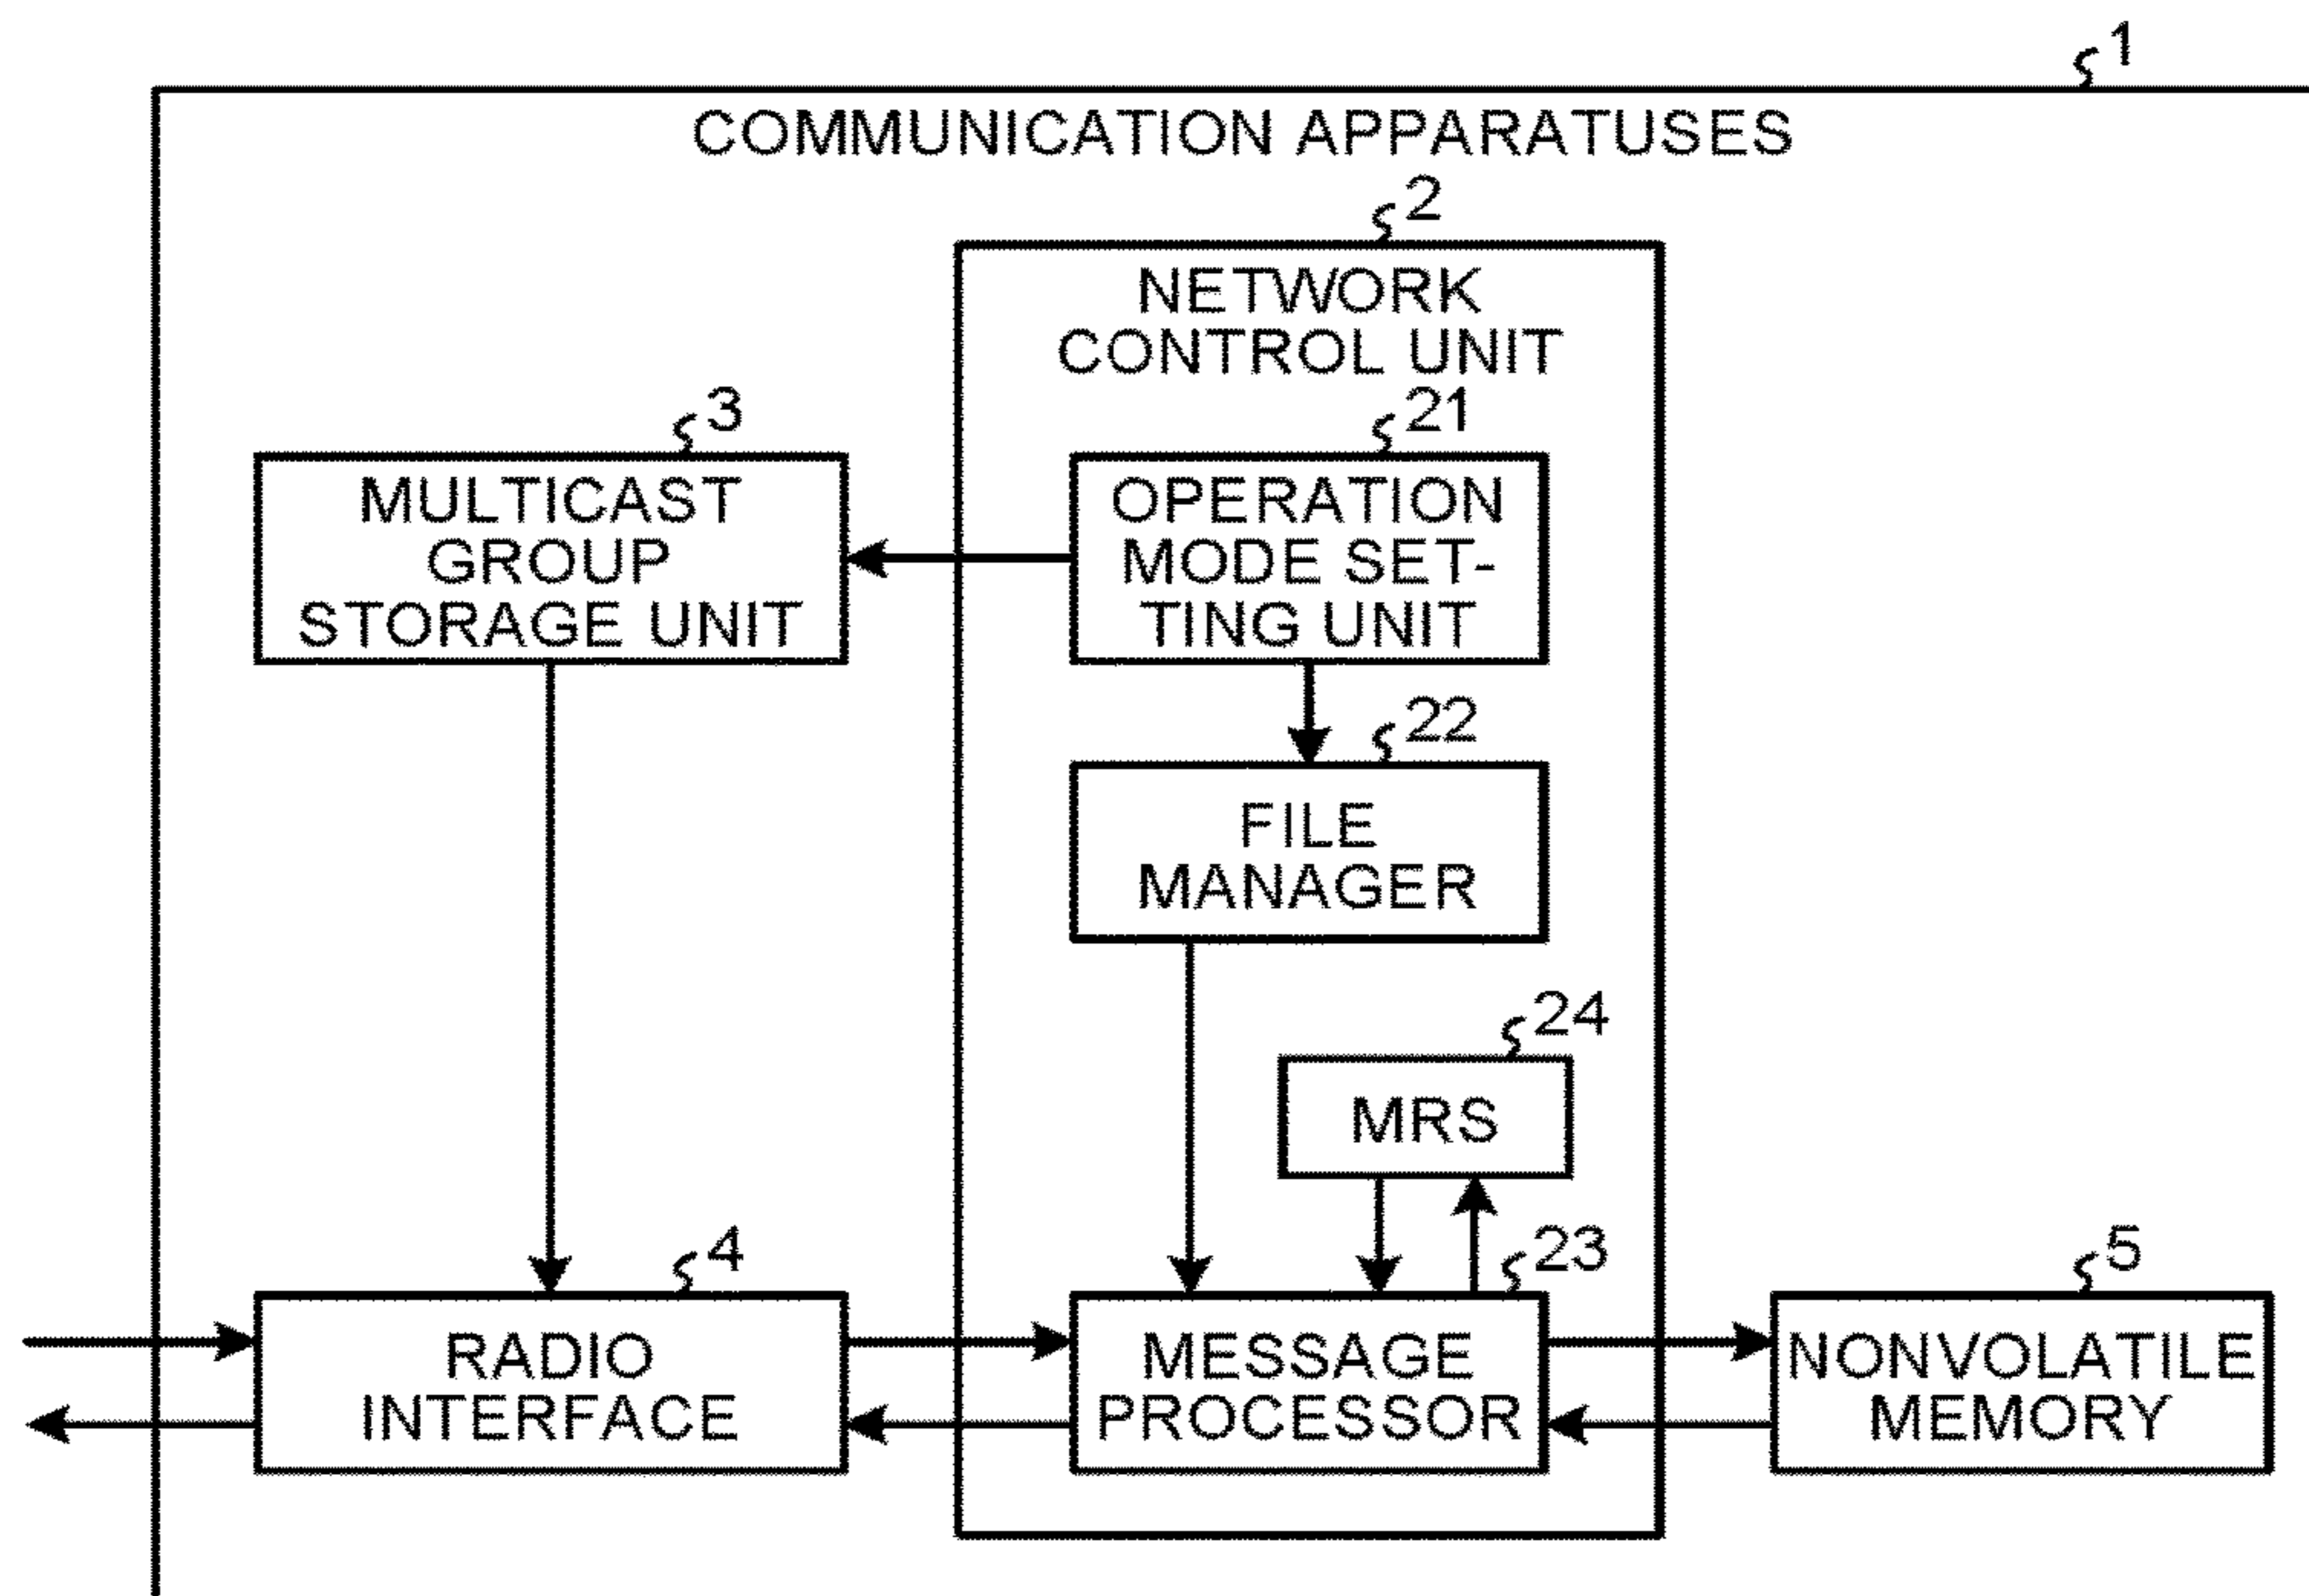 1
COMMUNICATION APPARATUSES
2
NETWORK
CONTROL UNIT
3
MULTICAST
GROUP
STORAGE UNIT
21
OPERATION
MODE SET-
TING UNIT
22
FILE
MANAGER
24
MRS
4
RADIO
INTERFACE
23
MESSAGE
PROCESSOR
5
NONVOLATILE
MEMORY